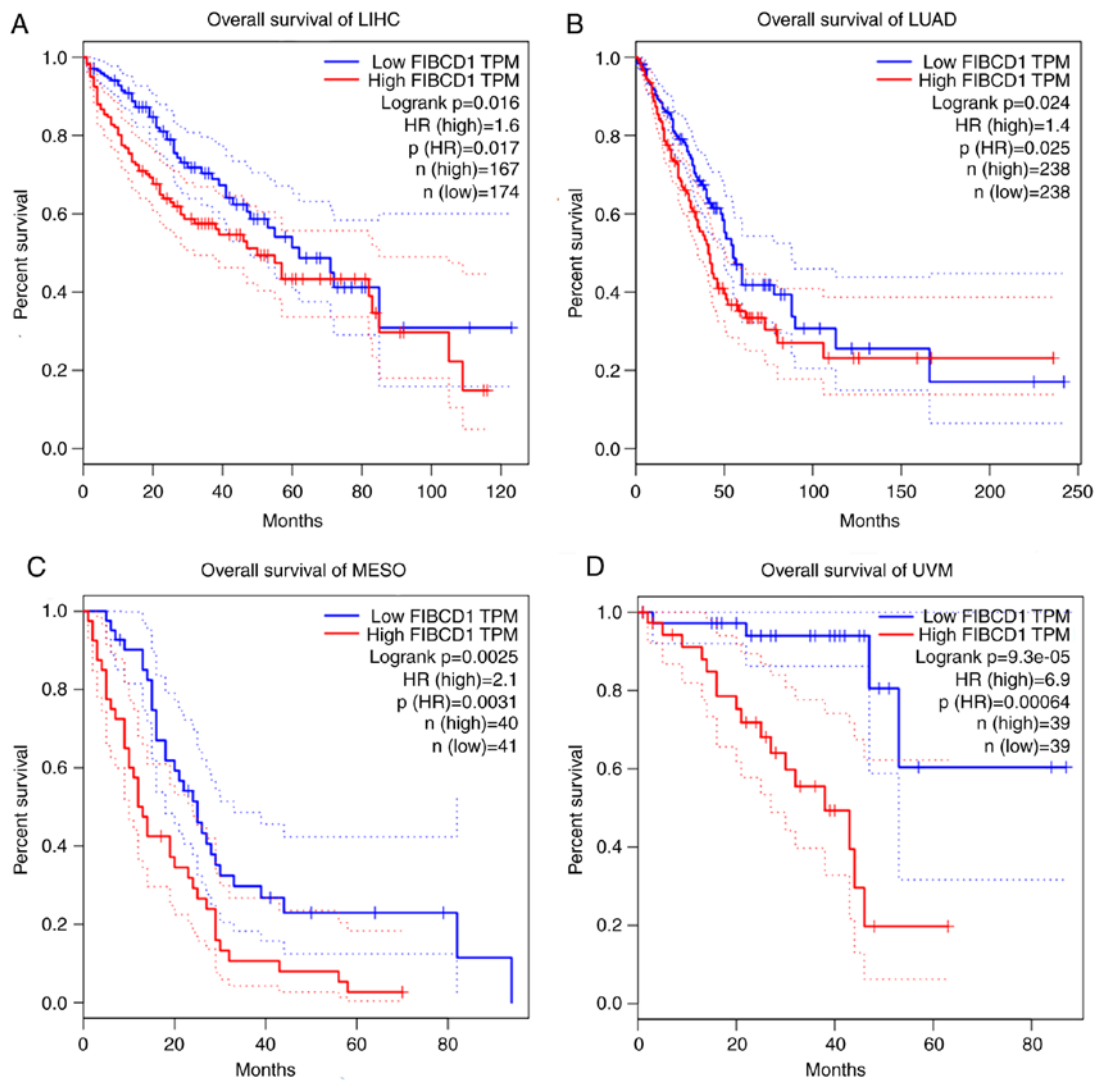 A
Overall survival of LIHC
Low FIBCD1 TPM
High FIBCD1 TPM
Logrank p=0.016
HR (high)=1.6
p (HR)=0.017
n (high)=167
n (low)=174
Percent survival
1.0
0.8
0.6
0.4
0.2
0.0
0 20 40 60 80 100 120
Months
B
Overall survival of LUAD
Low FIBCD1 TPM
High FIBCD1 TPM
Logrank p=0.024
HR (high)=1.4
p (HR)=0.025
n (high)=238
n (low)=238
Percent survival
1.0
0.8
0.6
0.4
0.2
0.0
0 50 100 150 200 250
Months
C
Overall survival of MESO
Low FIBCD1 TPM
High FIBCD1 TPM
Logrank p=0.0025
HR (high)=2.1
p (HR)=0.0031
n (high)=40
n (low)=41
Percent survival
1.0
0.8
0.6
0.4
0.2
0.0
0 20 40 60 80
Months
D
Overall survival of UVM
Low FIBCD1 TPM
High FIBCD1 TPM
Logrank p=9.3e-05
HR (high)=6.9
p (HR)=0.00064
n (high)=39
n (low)=39
Percent survival
1.0
0.8
0.6
0.4
0.2
0.0
0 20 40 60 80
Months